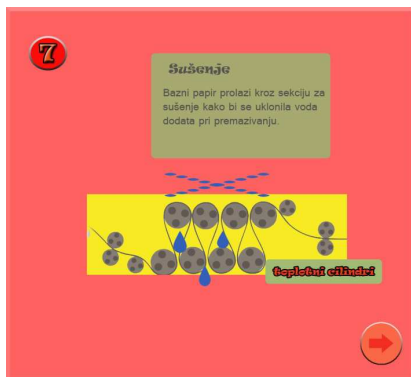 7
Sušenje
Bazni papir prolazi kroz sekciju za
sušenje kako bi se uklonila voda
dodata pri premazivanju.
toplotni cilindri